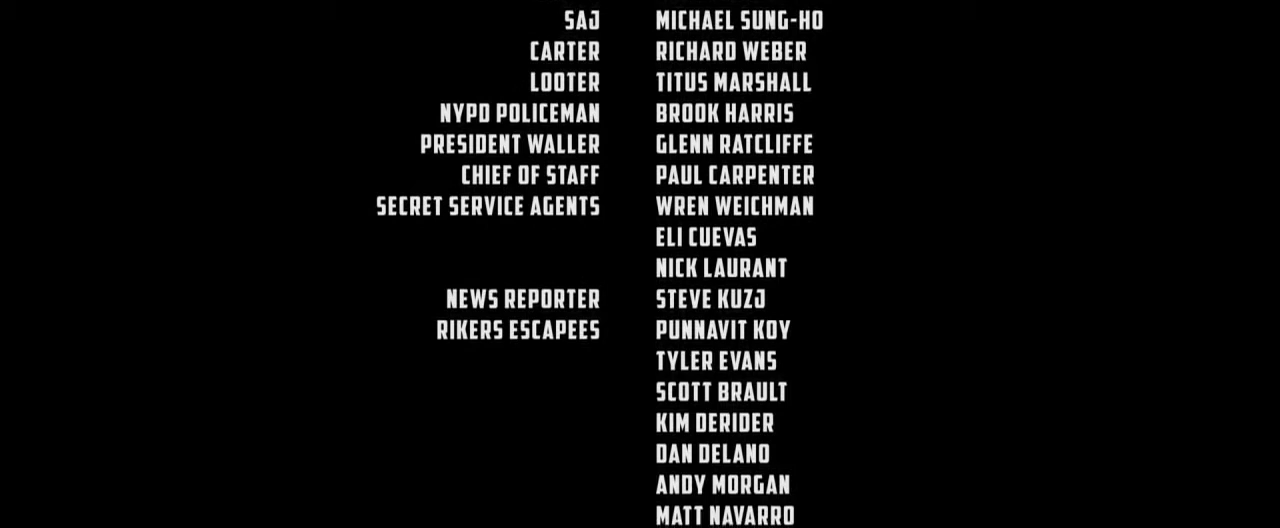 SAJ MICHAEL SUNG-HO
CARTER RICHARD WEBER
LOOTER TITUS MARSHALL
NYPD POLICEMAN BROOK HARRIS
PRESIDENT WALLER GLENN RATCLIFFE
CHIEF OF STAFF PAUL CARPENTER
SECRET SERVICE AGENTS WREN WEICHMAN
ELI CUEVAS
NICK LAURANT
NEWS REPORTER STEVE KUZJ
RIKERS ESCAPEES PUNNAVIT KOY
TYLER EVANS
SCOTT BRAULT
KIM DERIDER
DAN DELANO
ANDY MORGAN
MATT NAVARRO